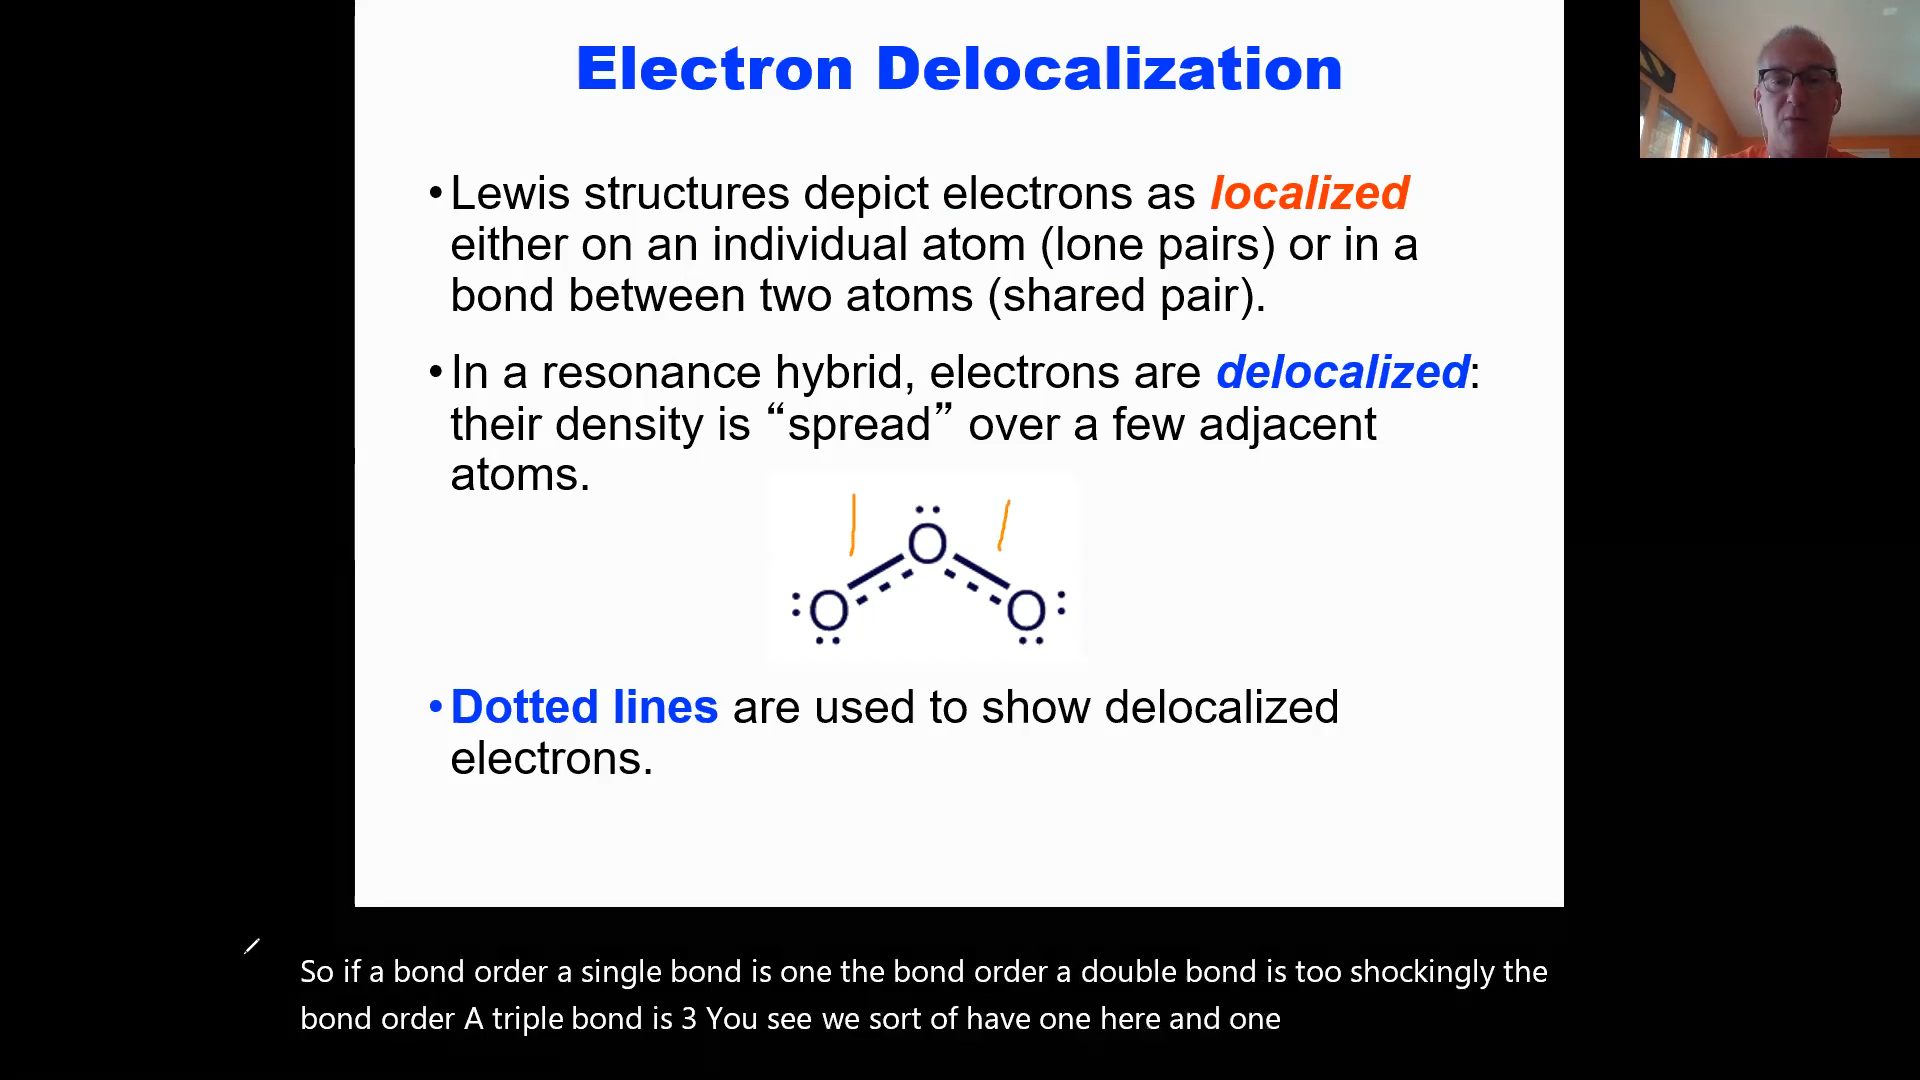 Electron Delocalization
• Lewis structures depict electrons as localized
either on an individual atom (lone pairs) or in a
bond between two atoms (shared pair).
• In a resonance hybrid, electrons are delocalized:
their density is “spread” over a few adjacent
atoms.
O
O O
• Dotted lines are used to show delocalized
electrons.
So if a bond order a single bond is one the bond order a double bond is too shockingly the
bond order A triple bond is 3 You see we sort of have one here and one